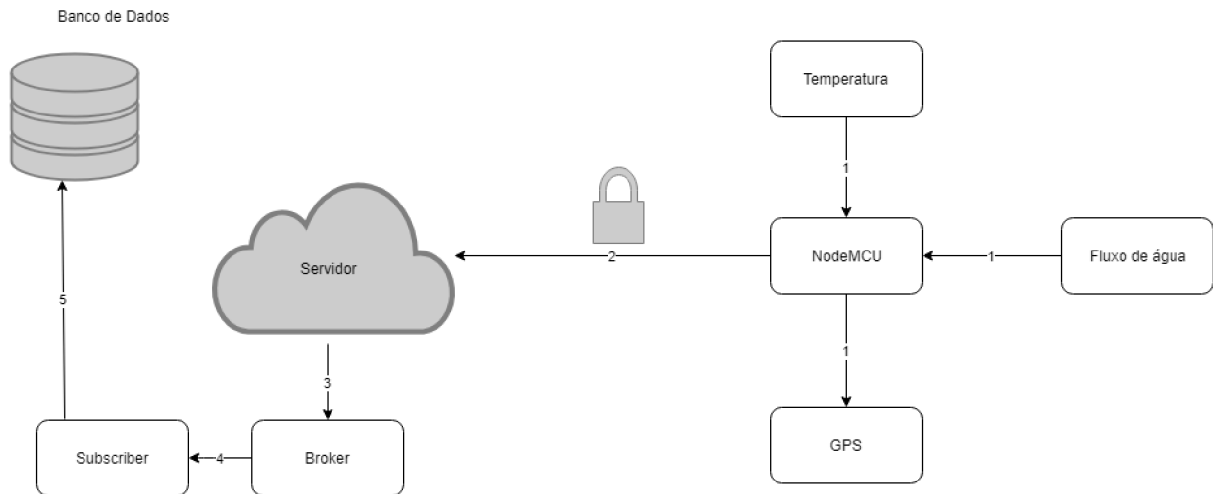 Banco de Dados
Temperatura
1
Servidor
2
NodeMCU
1
Fluxo de água
5
3
1
Subscriber
4
Broker
GPS